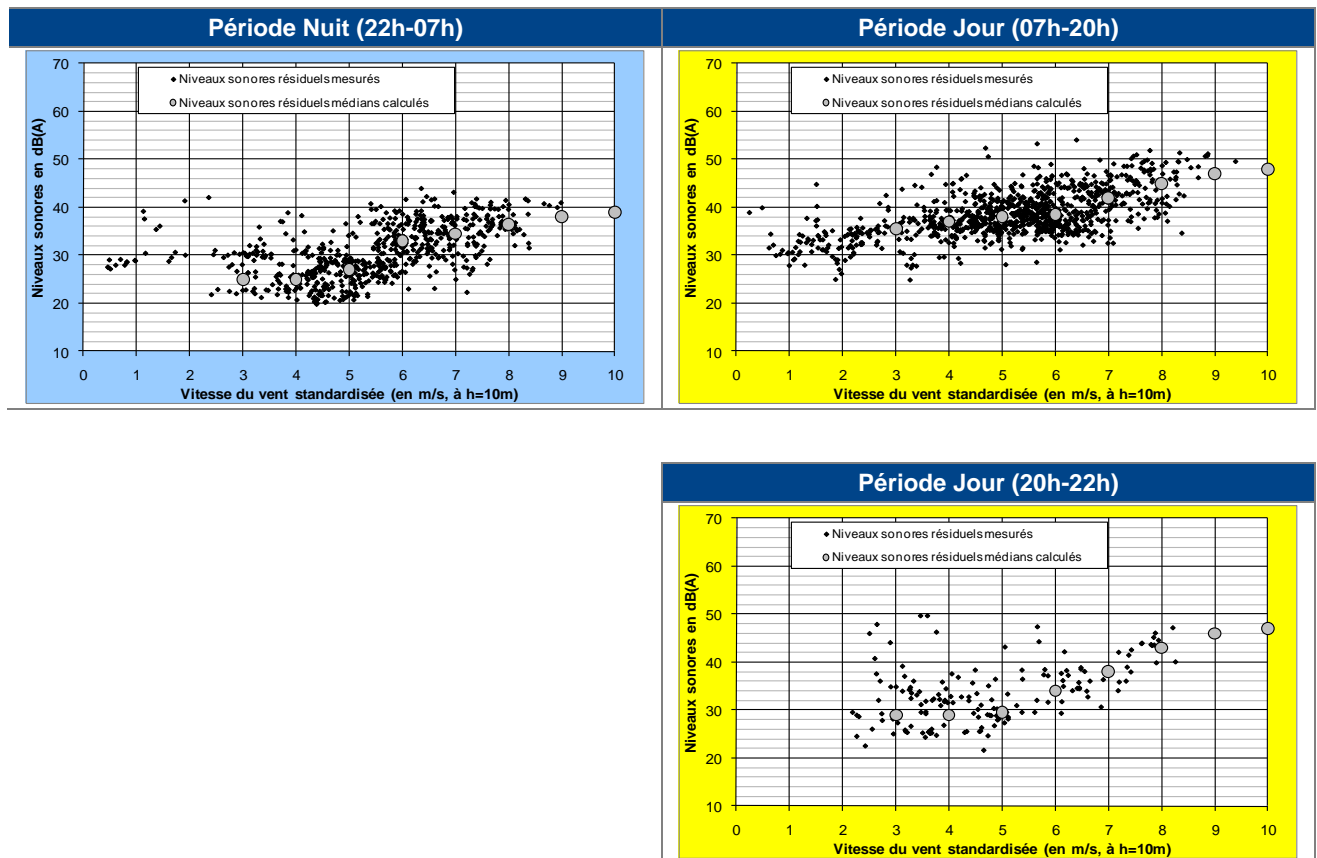 Période Nuit (22h-07h)
70
60
50
40
30
20
10
Niveaux sonores en dB(A)
Niveaux sonores résiduels mesurés
Niveaux sonores résiduels médians calculés
0 1 2 3 4 5 6 7 8 9 10
Vitesse du vent standardisée (en m/s, à h=10m)
Période Jour (07h-20h)
70
60
50
40
30
20
10
Niveaux sonores en dB(A)
Niveaux sonores résiduels mesurés
Niveaux sonores résiduels médians calculés
0 1 2 3 4 5 6 7 8 9 10
Vitesse du vent standardisée (en m/s, à h=10m)
Période Jour (20h-22h)
70
60
50
40
30
20
10
Niveaux sonores en dB(A)
Niveaux sonores résiduels mesurés
Niveaux sonores résiduels médians calculés
0 1 2 3 4 5 6 7 8 9 10
Vitesse du vent standardisée (en m/s, à h=10m)